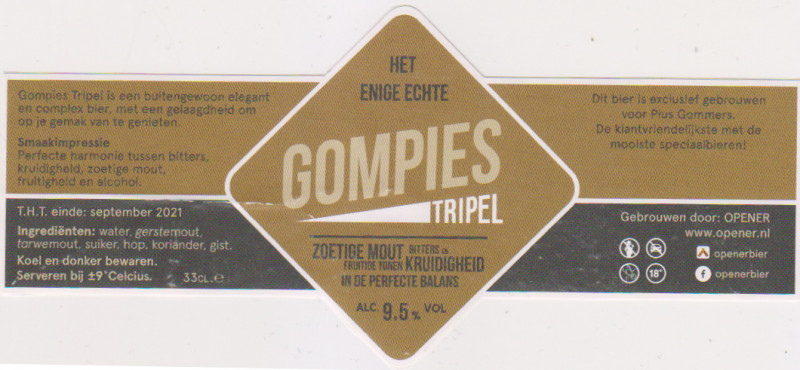 Gompies Tripel is een buitengewoon elegant
en complex bier, met een gelaagdheid om
op je gemak van te genieten.
Smaakimpressie
Perfecte harmonie tussen bitters,
kruidigheid, zoetige mout,
fruitigheid en alcohol.
T.H.T. einde: september 2021
Ingrediënten: water, gerstemout,
tarwemout, suiker, hop, koriander, gist.
Koel en donker bewaren.
Serveren bij ±9°Celcius. 33CL. ℮
HET
ENIGE ECHTE
GOMPIES
TRIPEL
ZOETIGE MOUT BITTERS EN
FRUITIGE TONEN KRUIDIGHEID
IN DE PERFECTE BALANS
ALC. 9.5% VOL
Dit bier is exclusief gebrouwen
voor Pius Gommers.
De klantvriendelijkste met de
mooiste speciaalbieren!
Gebrouwen door: OPENER
www.opener.nl
openerbier
18+ openerbier